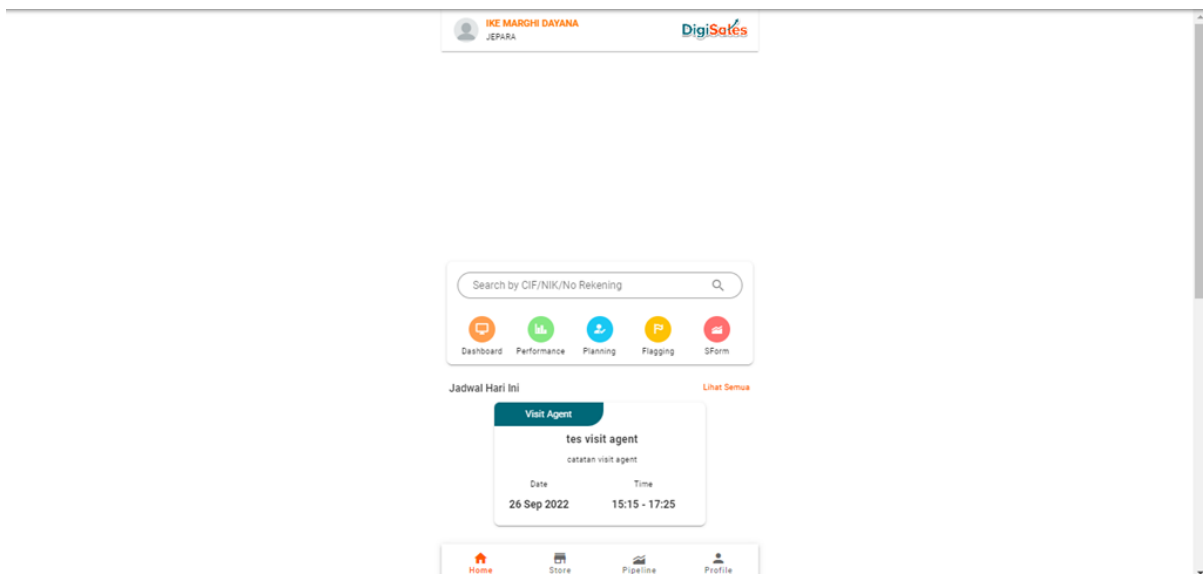 IKE MARGHI DAYANA
JEPARA
DigiSales
Search by CIF/NIK/No Rekening
Dashboard Performance Planning Flagging SForm
Jadwal Hari Ini Lihat Semua
Visit Agent
tes visit agent
catatan visit agent
Date Time
26 Sep 2022 15:15 - 17:25
Home Store Pipeline Profile